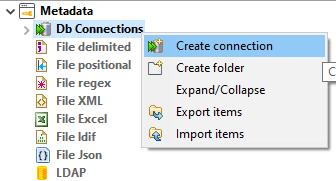 Metadata
Db Connections
File delimited
File positional
File regex
File XML
File Excel
File ldif
File Json
LDAP
Create connection
Create folder
Expand/Collapse
Export items
Import items